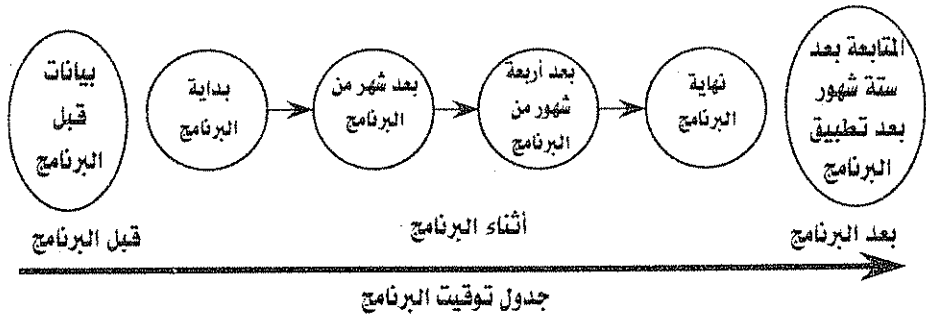 بيانات
قبل
البرنامج
بداية
البرنامج
بعد شهر من
البرنامج
بعد أربعة
شهور من
البرنامج
نهاية
البرنامج
المتابعة بعد
ستة شهور
بعد تطبيق
البرنامج
قبل البرنامج
أثناء البرنامج
بعد البرنامج
جدول توقيت البرنامج